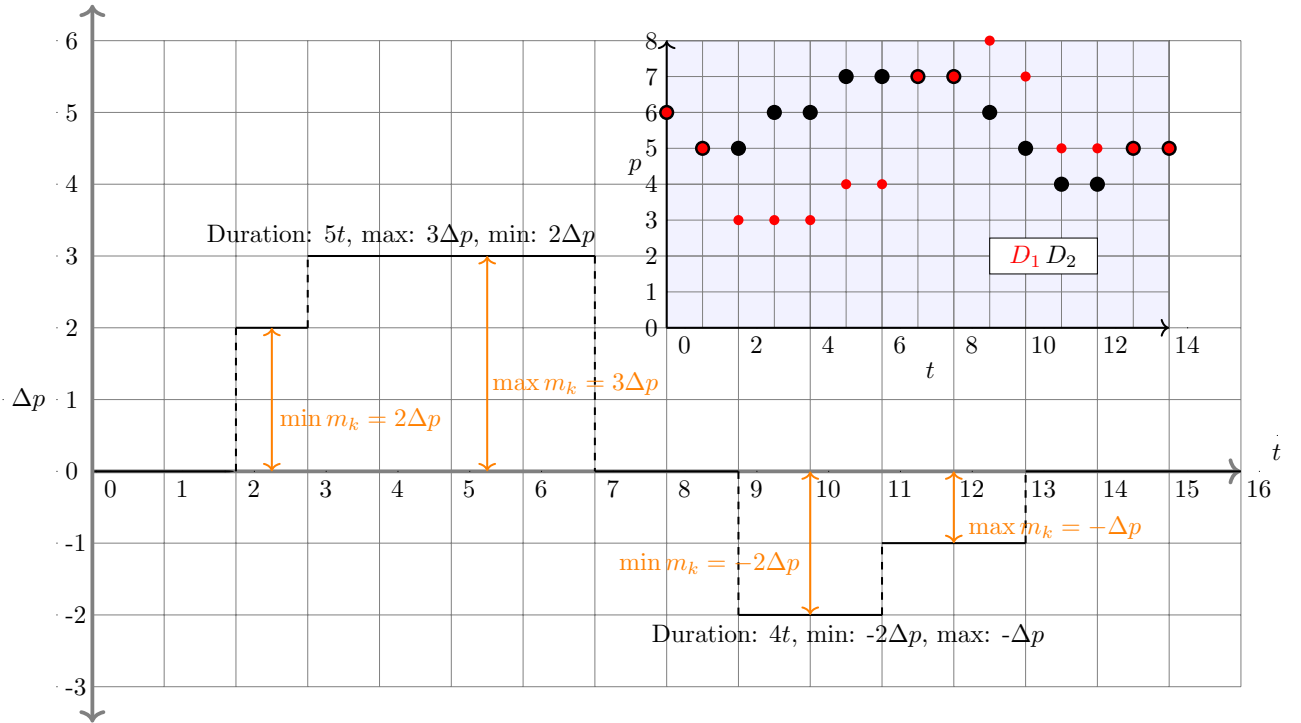 6
5
4
3
2
Δp 1
0
-1
-2
-3
0 1 2 3 4 5 6 7 8 9 10 11 12 13 14 15 16
t
Duration: 5t, max: 3Δp, min: 2Δp
min m_k = 2Δp
max m_k = 3Δp
min m_k = −2Δp
max m_k = −Δp
Duration: 4t, min: -2Δp, max: -Δp
8
7
6
5
p
4
3
2
1
0
D_1 D_2
0 2 4 6 8 10 12 14
t